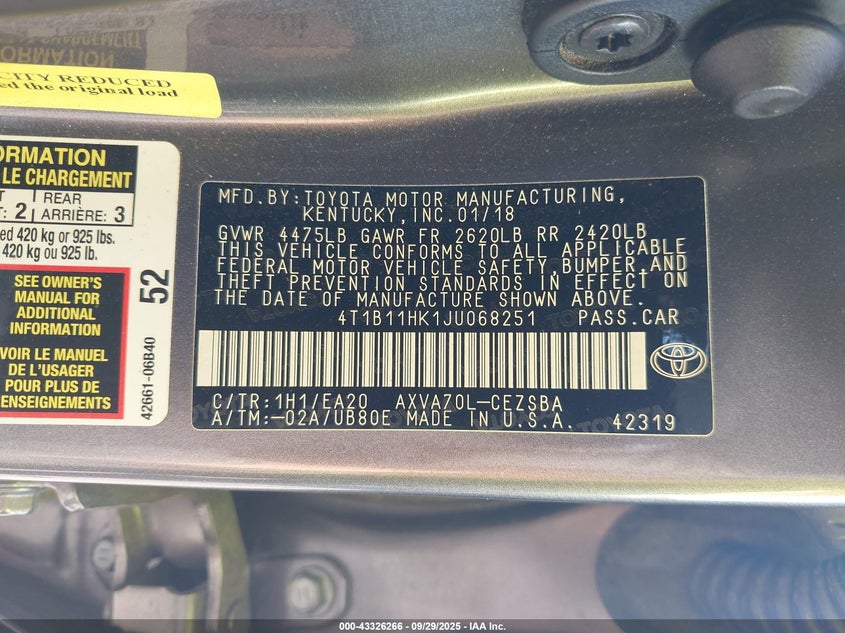 CITY REDUCED
ed the original load
ORMATION
LE CHARGEMENT
T: 2 REAR ARRIÈRE: 3
ed 420 kg or 925 lbs.
420 kg ou 925 lb.
SEE OWNER'S
MANUAL FOR
ADDITIONAL
INFORMATION
VOIR LE MANUEL
DE L'USAGER
POUR PLUS DE
ENSEIGNEMENTS
52
42661-06B40
MFD.BY:TOYOTA MOTOR MANUFACTURING,
KENTUCKY,INC.01/18
GVWR 4475LB GAWR FR 2620LB RR 2420LB
THIS VEHICLE CONFORMS TO ALL APPLICABLE
FEDERAL MOTOR VEHICLE SAFETY,BUMPER,AND
THEFT PREVENTION STANDARDS IN EFFECT ON
THE DATE OF MANUFACTURE SHOWN ABOVE.
4T1B11HK1JU068251 PASS.CAR
C/TR:1H1/EA20 AXVA70L-CEZSBA
A/TM:-02A/UB80E MADE IN U.S.A. 42319
000-43326266 - 09/29/2025 - IAA Inc.